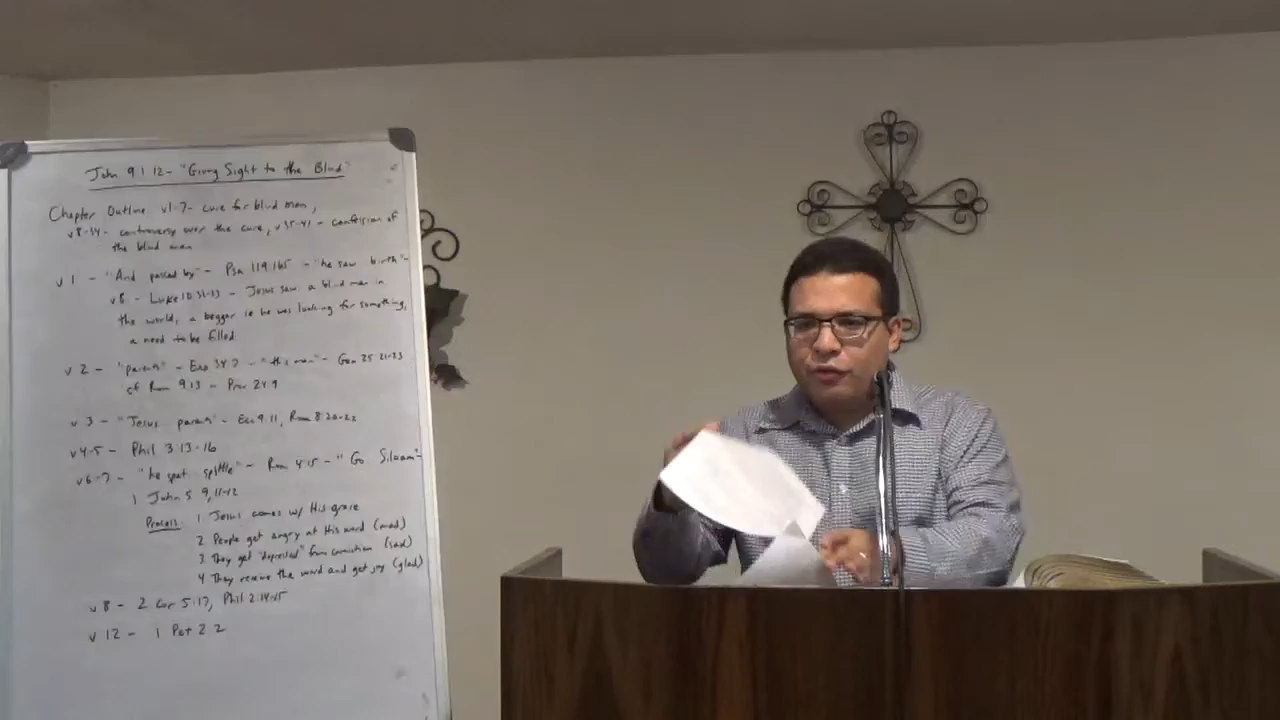 John 9:1-12- "Giving Sight to the Blind"
Chapter Outline v1-7- cure for blind man,
v8-34- controversy over the cure, v35-41- confession of
the blind man
v 1 - "And passed by" - Psa 119:165 - "he saw birth"-
v8 - Luke 10:31-33 - Jesus saw a blind man in
the world, a beggar ie he was looking for something,
a need to be filled
v 2 - "parents" - Exo 34:7 - "this man" - Gen 25:21-23
cf Rom 9:13 - Prov 24:9
v 3 - "Jesus parents" - Ecc 9:11, Rom 8:20-22
v4-5 - Phil 3:13-16
v6-7 - "he spat spittle" - Rom 4:15 - "Go Siloam"-
1 John 5:9,11-12
Process 1. Jesus comes w/ His grace
2 People get angry at His word (mad)
3 They get "depressed" from conviction (sad)
4 They receive the word and get joy (glad)
v8 - 2 Cor 5:17, Phil 2:14-15
v 12 - 1 Pet 2:2